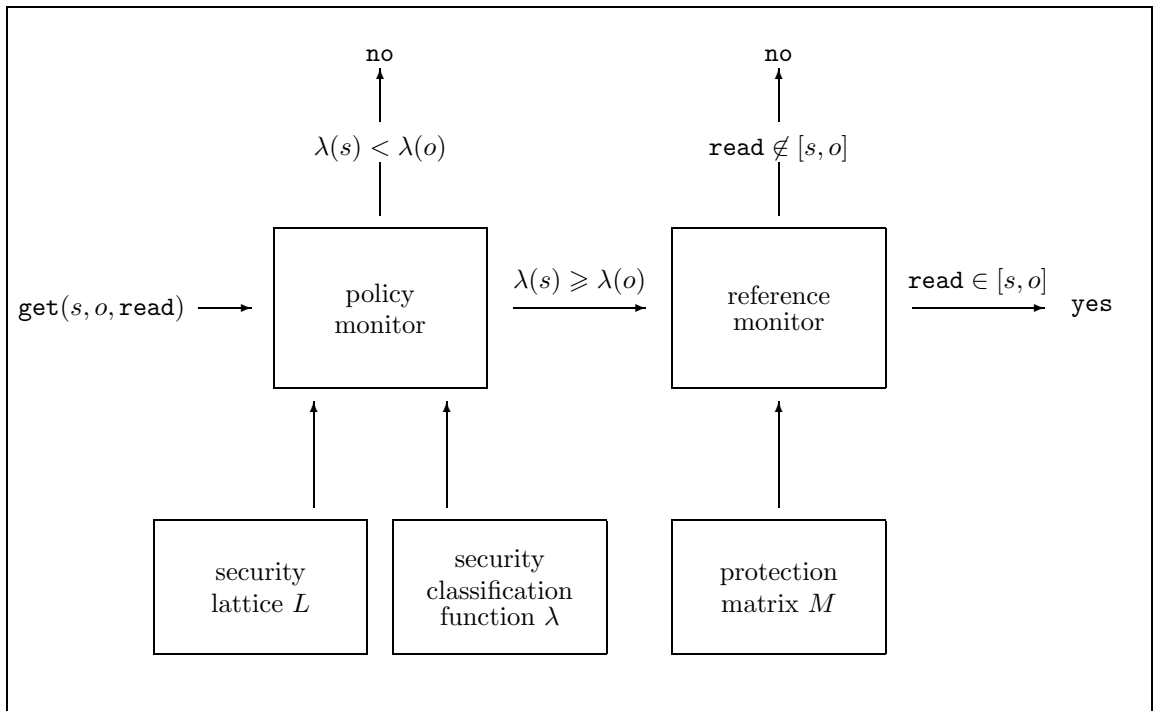 no
no
λ(s) < λ(o)
read ∉ [s, o]
get(s, o, read)
policy
monitor
λ(s) ⩾ λ(o)
reference
monitor
read ∈ [s, o]
yes
security
lattice L
security
classification
function λ
protection
matrix M